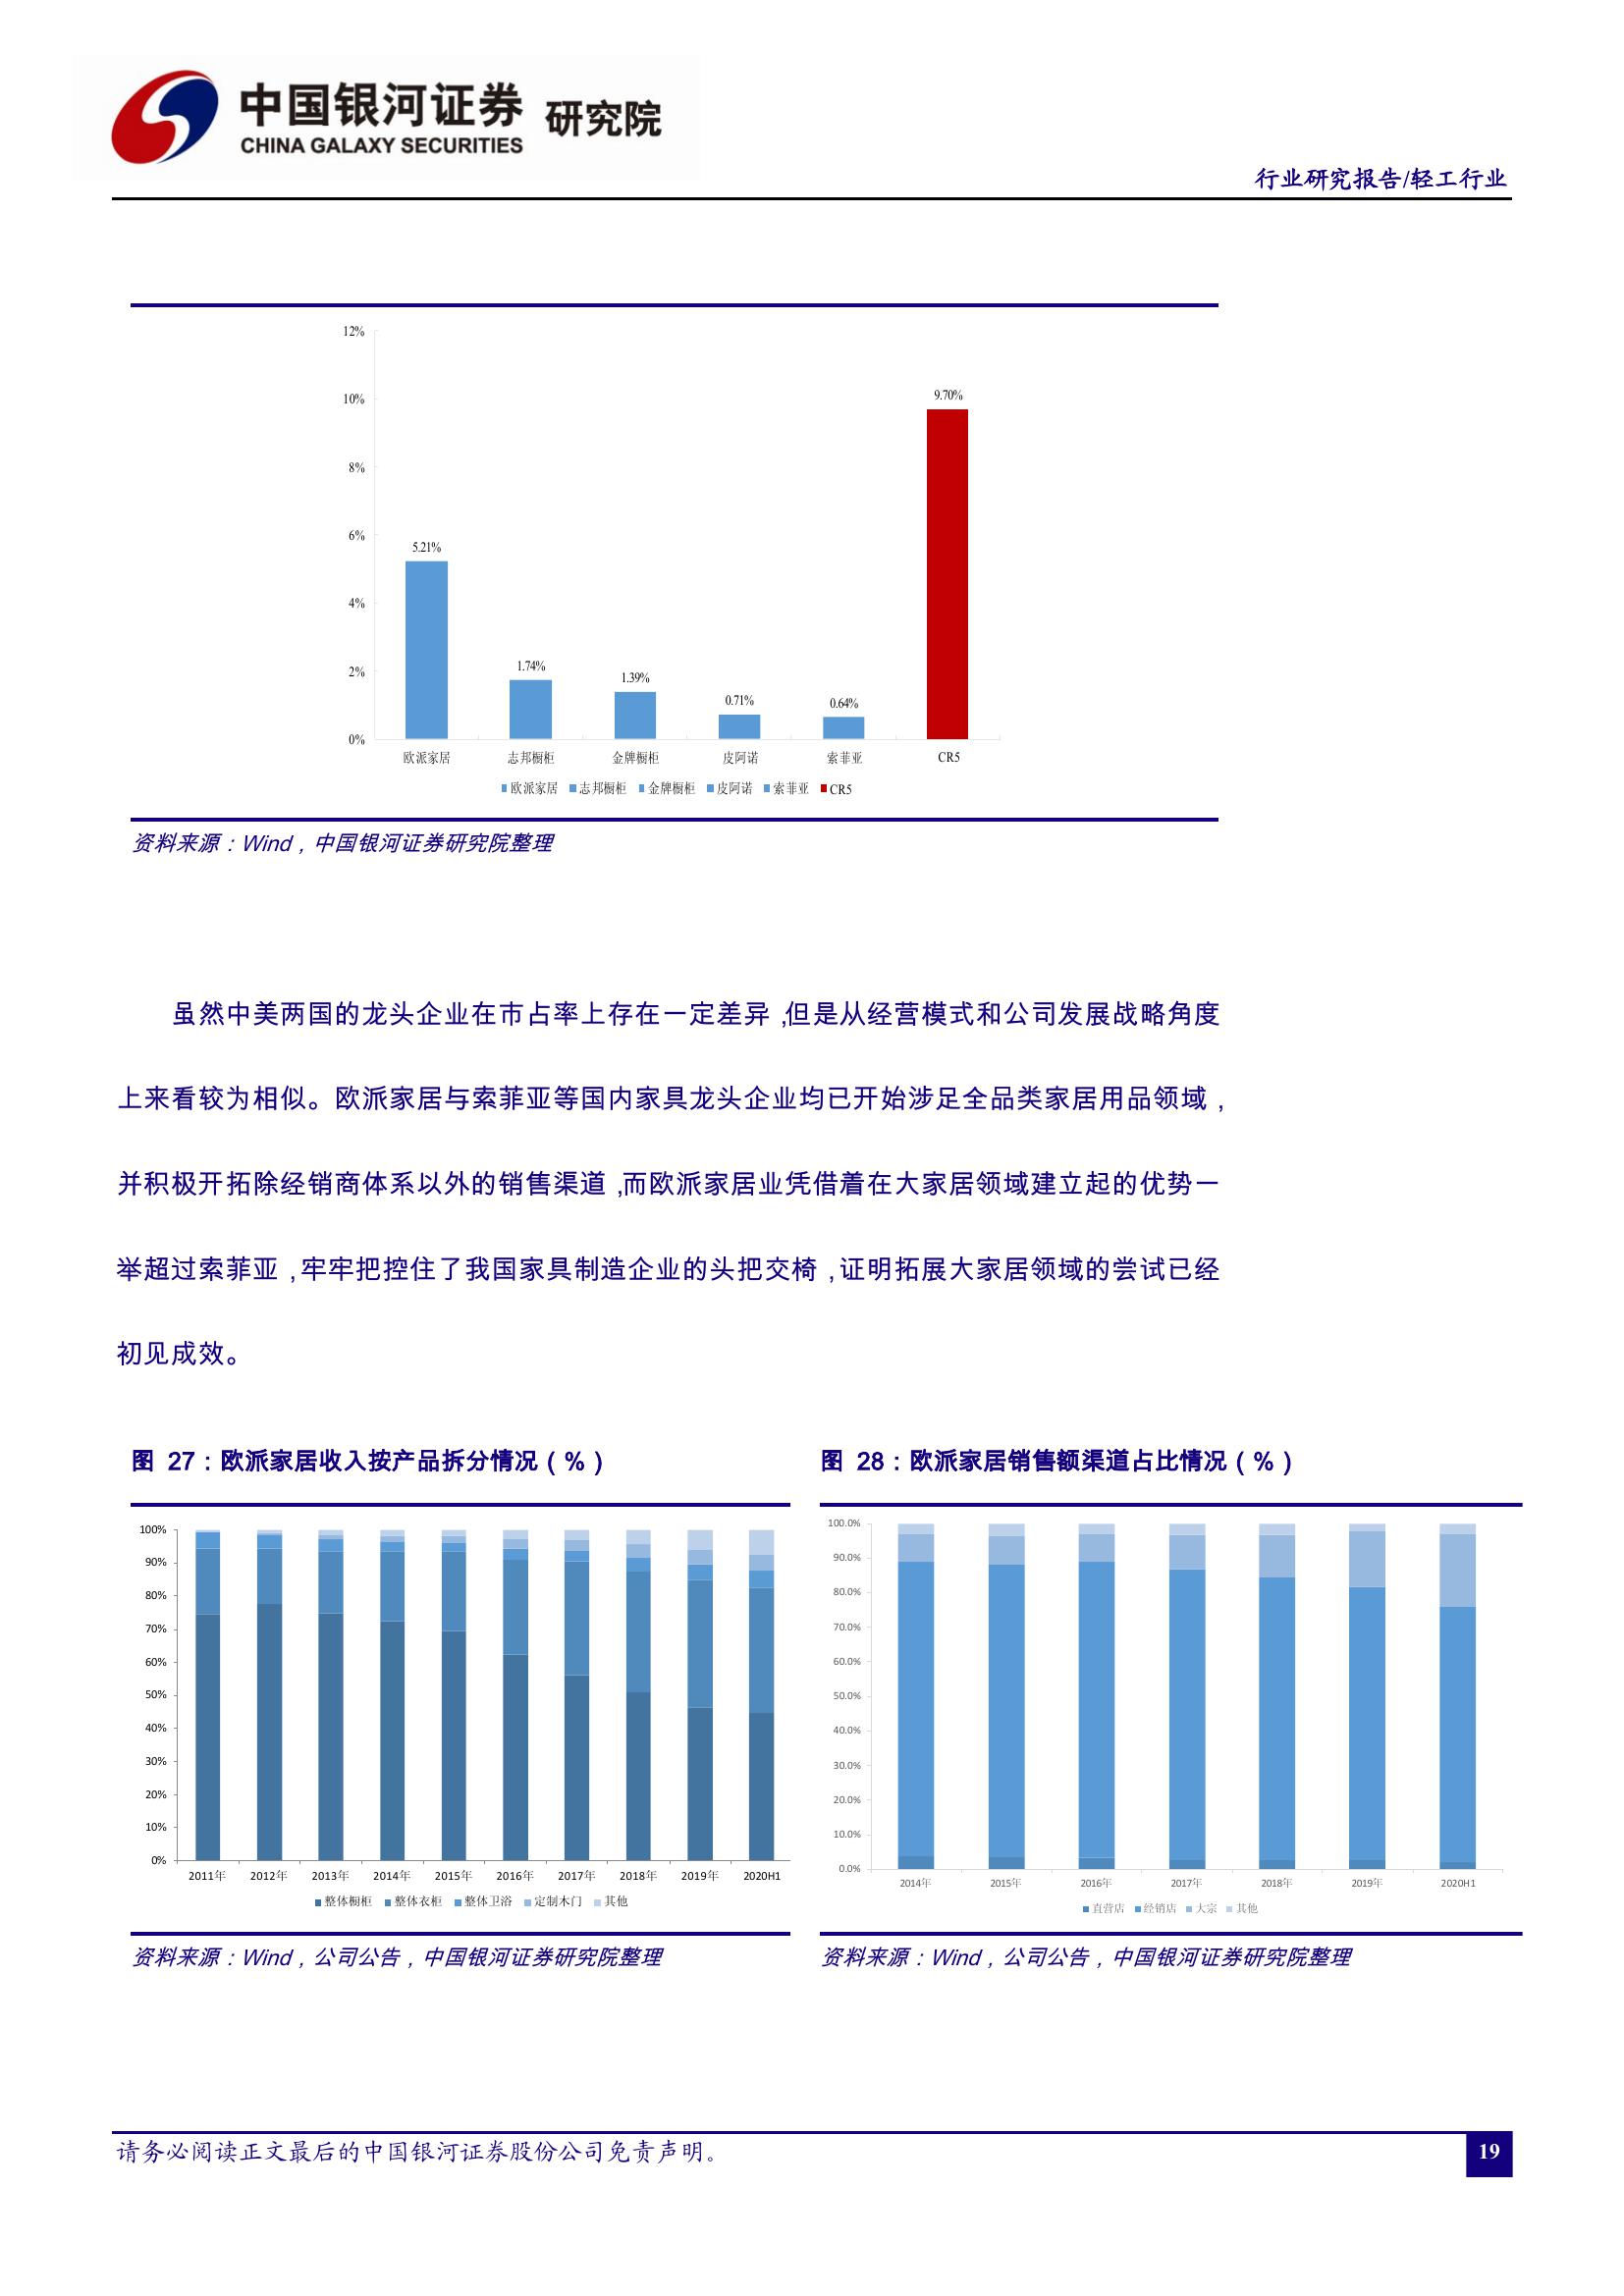 中国银河证券 研究院
CHINA GALAXY SECURITIES
行业研究报告/轻工行业
12%
10%
8%
6%
4%
2%
0%
5.21%
1.74%
1.39%
0.71%
0.64%
9.70%
欧派家居 志邦橱柜 金牌橱柜 皮阿诺 索菲亚 CR5
欧派家居 志邦橱柜 金牌橱柜 皮阿诺 索菲亚 CR5
资料来源：Wind，中国银河证券研究院整理
虽然中美两国的龙头企业在市占率上存在一定差异，但是从经营模式和公司发展战略角度
上来看较为相似。欧派家居与索菲亚等国内家具龙头企业均已开始涉足全品类家居用品领域，
并积极开拓除经销商体系以外的销售渠道，而欧派家居业凭借着在大家居领域建立起的优势一
举超过索菲亚，牢牢把控住了我国家具制造企业的头把交椅，证明拓展大家居领域的尝试已经
初见成效。
图 27：欧派家居收入按产品拆分情况（%）
100%
90%
80%
70%
60%
50%
40%
30%
20%
10%
0%
2011年 2012年 2013年 2014年 2015年 2016年 2017年 2018年 2019年 2020H1
整体橱柜 整体衣柜 整体卫浴 定制木门 其他
资料来源：Wind，公司公告，中国银河证券研究院整理
图 28：欧派家居销售额渠道占比情况（%）
100.0%
90.0%
80.0%
70.0%
60.0%
50.0%
40.0%
30.0%
20.0%
10.0%
0.0%
2014年 2015年 2016年 2017年 2018年 2019年 2020H1
直营店 经销店 大宗 其他
资料来源：Wind，公司公告，中国银河证券研究院整理
请务必阅读正文最后的中国银河证券股份公司免责声明。
19